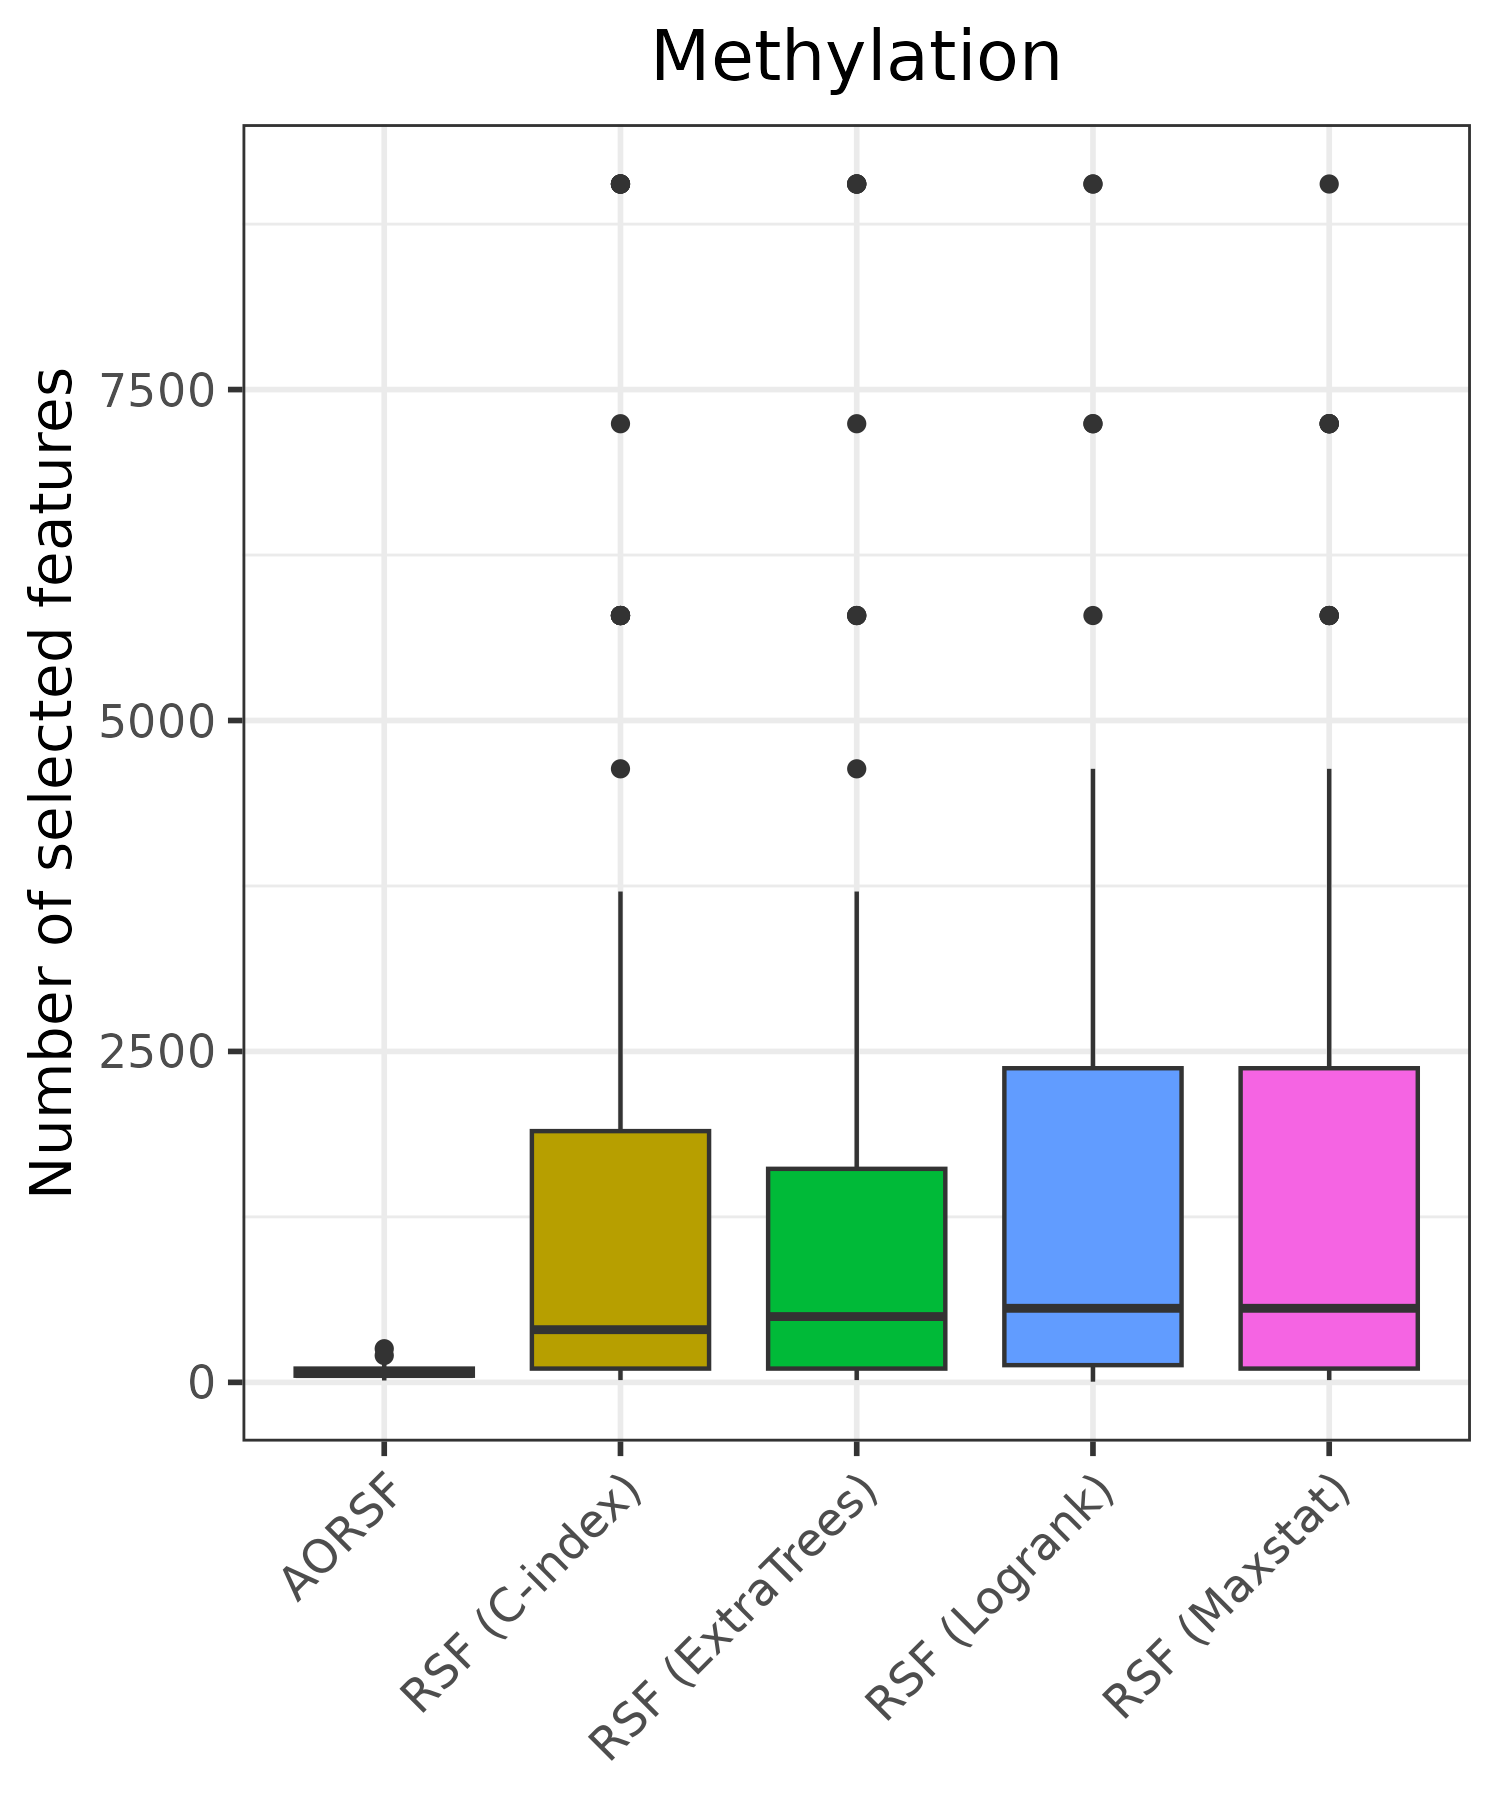 Methylation
Number of selected features
7500
5000
2500
0
AORSF
RSF (C-index)
RSF (ExtraTrees)
RSF (Logrank)
RSF (Maxstat)